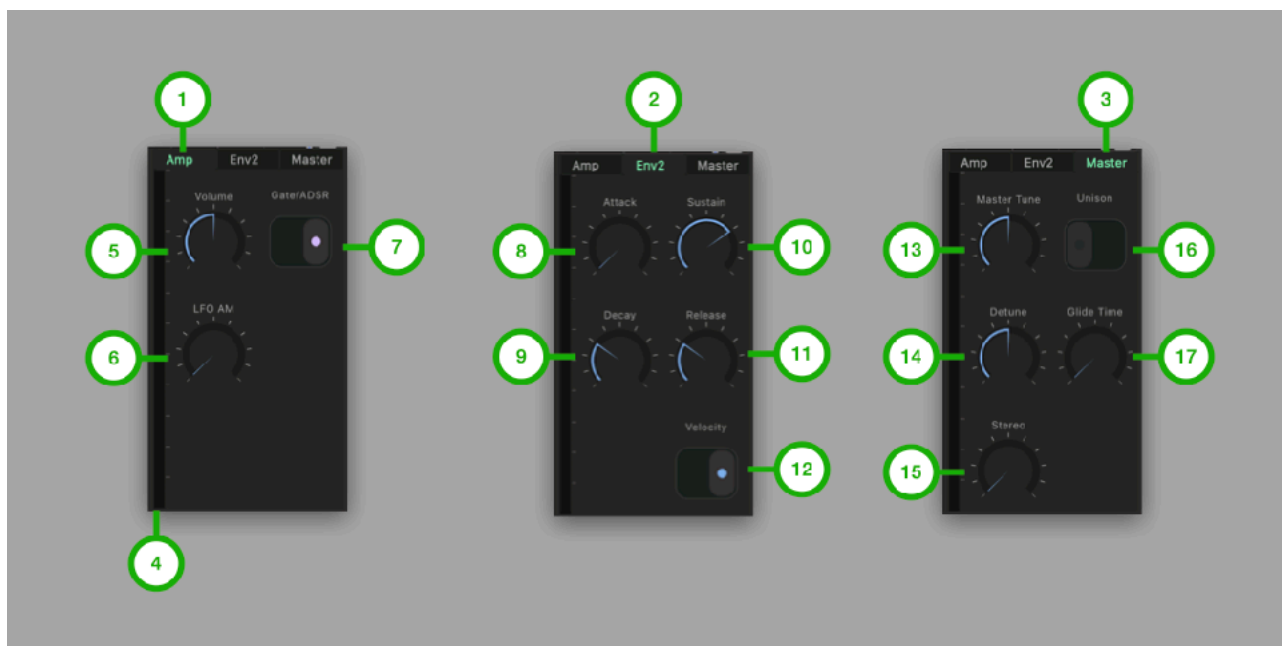 1
2
3
Amp Env2 Master
Amp Env2 Master
Amp Env2 Master
Volume Gate/ADSR
Attack Sustain
Master Tune Unison
5
7
8
10
13
16
LFO AM
Decay Release
Detune Glide Time
6
9
11
14
17
Velocity
Stereo
12
15
4